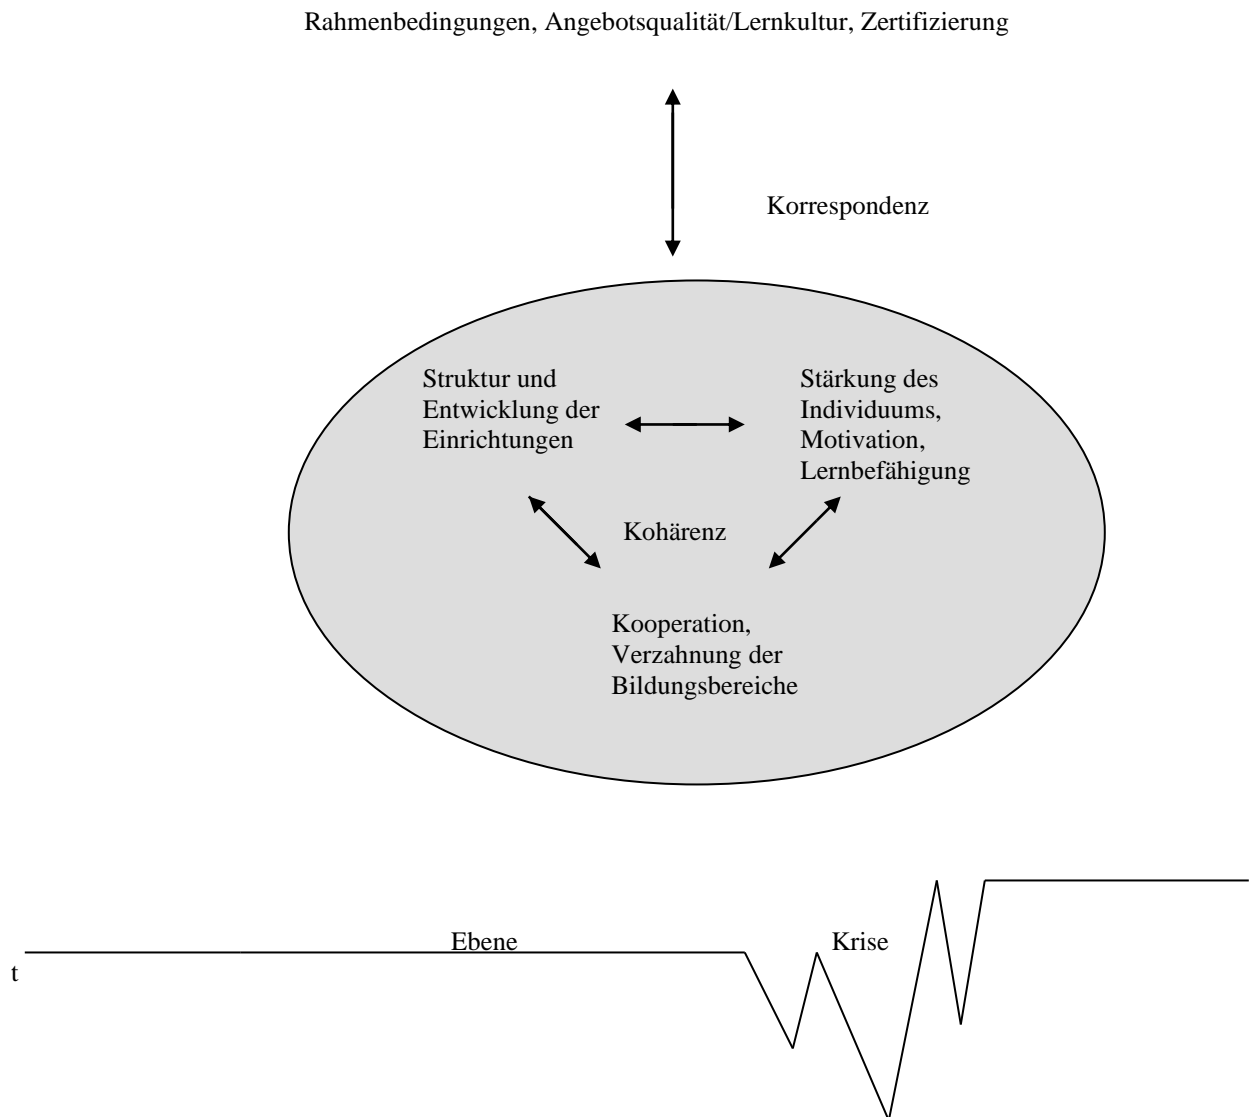 Rahmenbedingungen, Angebotsqualität/Lernkultur, Zertifizierung
Korrespondenz
Struktur und
Entwicklung der
Einrichtungen
Stärkung des
Individuums,
Motivation,
Lernbefähigung
Kohärenz
Kooperation,
Verzahnung der
Bildungsbereiche
Ebene
Krise
t